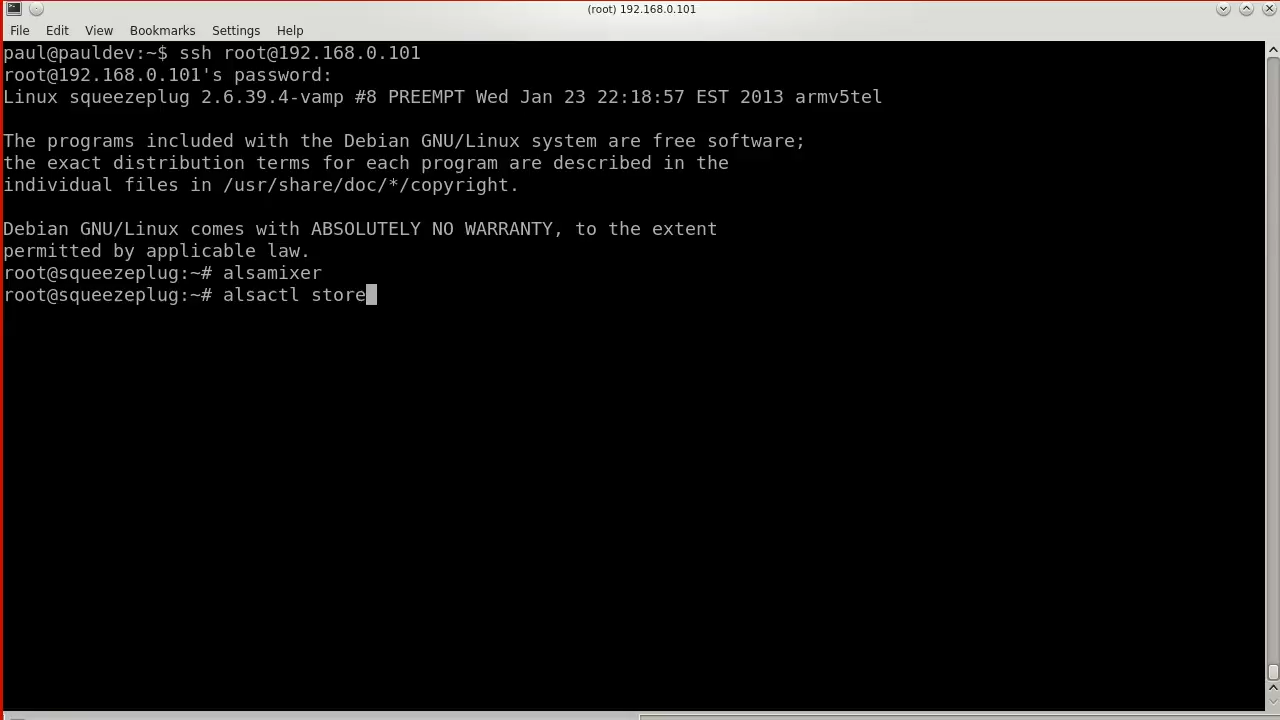 (root) 192.168.0.101
File Edit View Bookmarks Settings Help
paul@pauldev:~$ ssh root@192.168.0.101
root@192.168.0.101's password:
Linux squeezeplug 2.6.39.4-vamp #8 PREEMPT Wed Jan 23 22:18:57 EST 2013 armv5tel
The programs included with the Debian GNU/Linux system are free software;
the exact distribution terms for each program are described in the
individual files in /usr/share/doc/*/copyright.
Debian GNU/Linux comes with ABSOLUTELY NO WARRANTY, to the extent
permitted by applicable law.
root@squeezeplug:~# alsamixer
root@squeezeplug:~# alsactl store